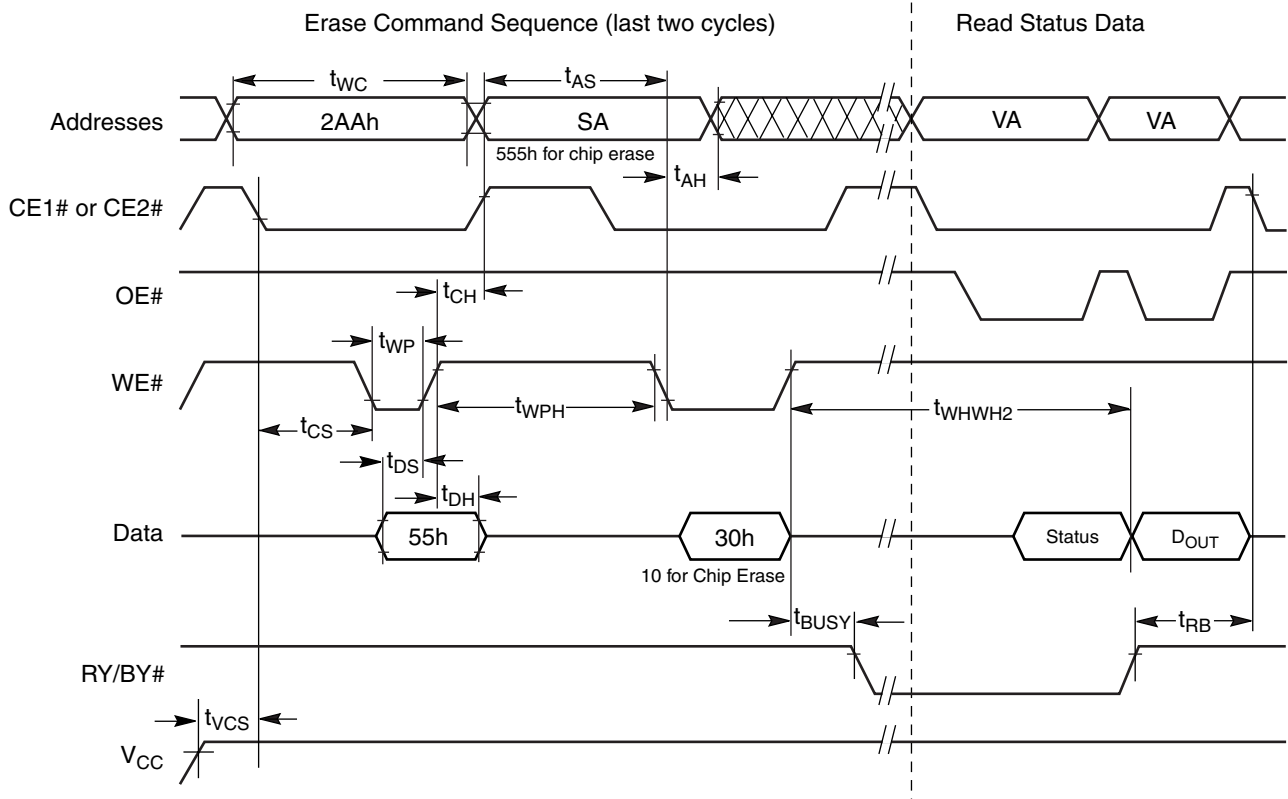 Erase Command Sequence (last two cycles)
Read Status Data
tWC
tAS
Addresses
2AAh
SA
VA
VA
555h for chip erase
tAH
CE1# or CE2#
OE#
tCH
tWP
WE#
tWPH
tWHWH2
tCS
tDS
tDH
Data
55h
30h
Status
DOUT
10 for Chip Erase
tBUSY
tRB
RY/BY#
tVCS
VCC